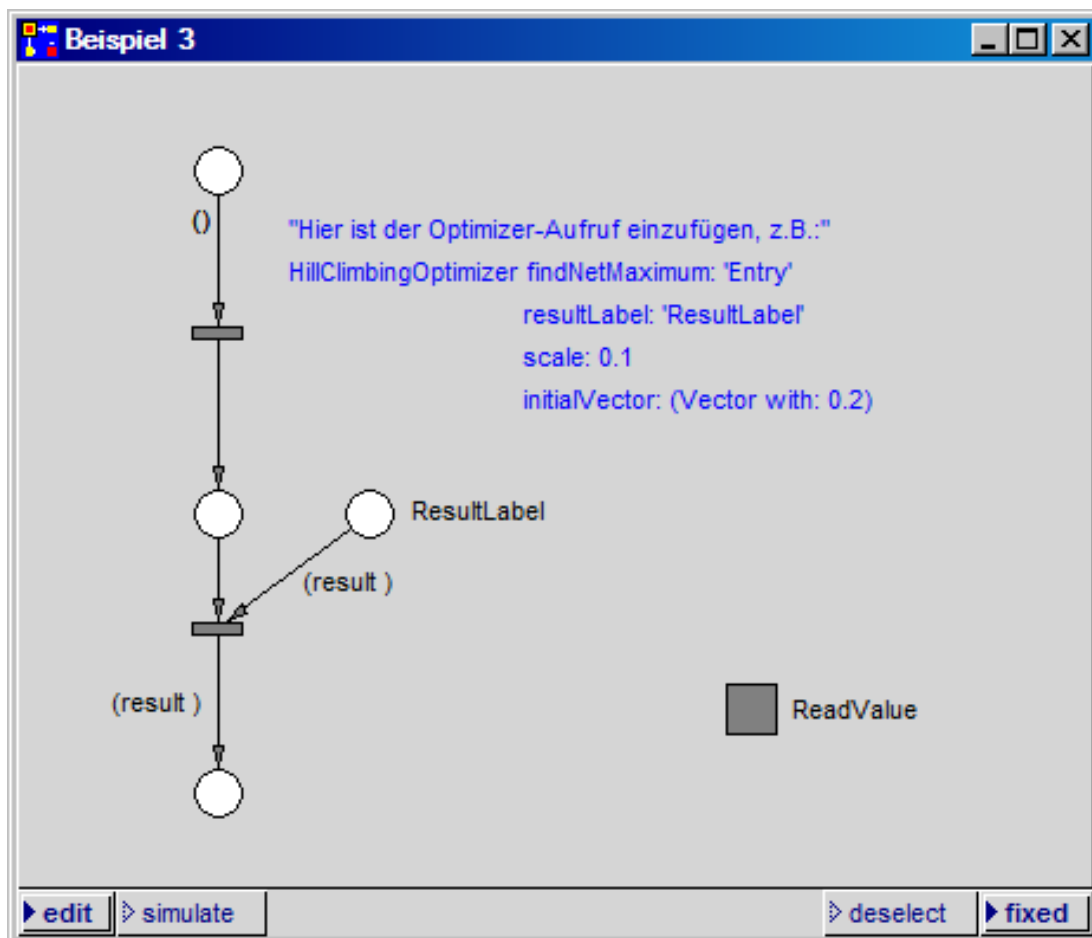 Beispiel 3
()
"Hier ist der Optimizer-Aufruf einzufügen, z.B.:"
HillClimbingOptimizer findNetMaximum: 'Entry'
resultLabel: 'ResultLabel'
scale: 0.1
initialVector: (Vector with: 0.2)
ResultLabel
(result )
(result )
ReadValue
edit simulate deselect fixed